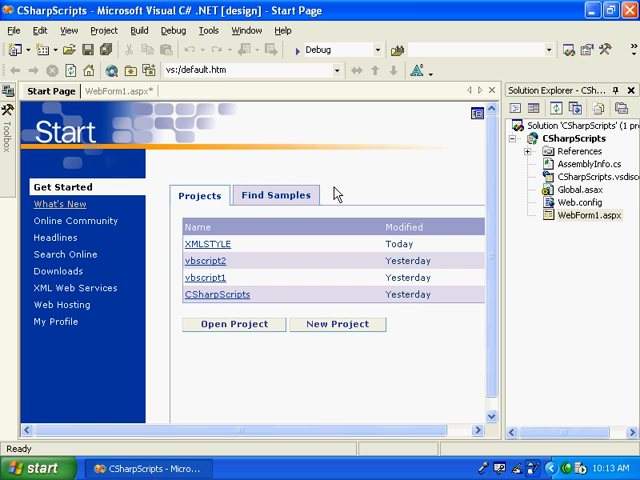 CSharpScripts - Microsoft Visual C# .NET [design] - Start Page
File Edit View Project Build Debug Tools Window Help
Debug
vs:/default.htm
Start Page WebForm1.aspx*
Toolbox
Start
Get Started
What's New
Online Community
Headlines
Search Online
Downloads
XML Web Services
Web Hosting
My Profile
Projects Find Samples
Name Modified
XMLSTYLE Today
vbscript2 Yesterday
vbscript1 Yesterday
CSharpScripts Yesterday
Open Project New Project
Solution Explorer - CSh...
Solution 'CSharpScripts' (1 pro
CSharpScripts
References
AssemblyInfo.cs
CSharpScripts.vsdisco
Global.asax
Web.config
WebForm1.aspx
Ready
start CSharpScripts - Micro... 10:13 AM